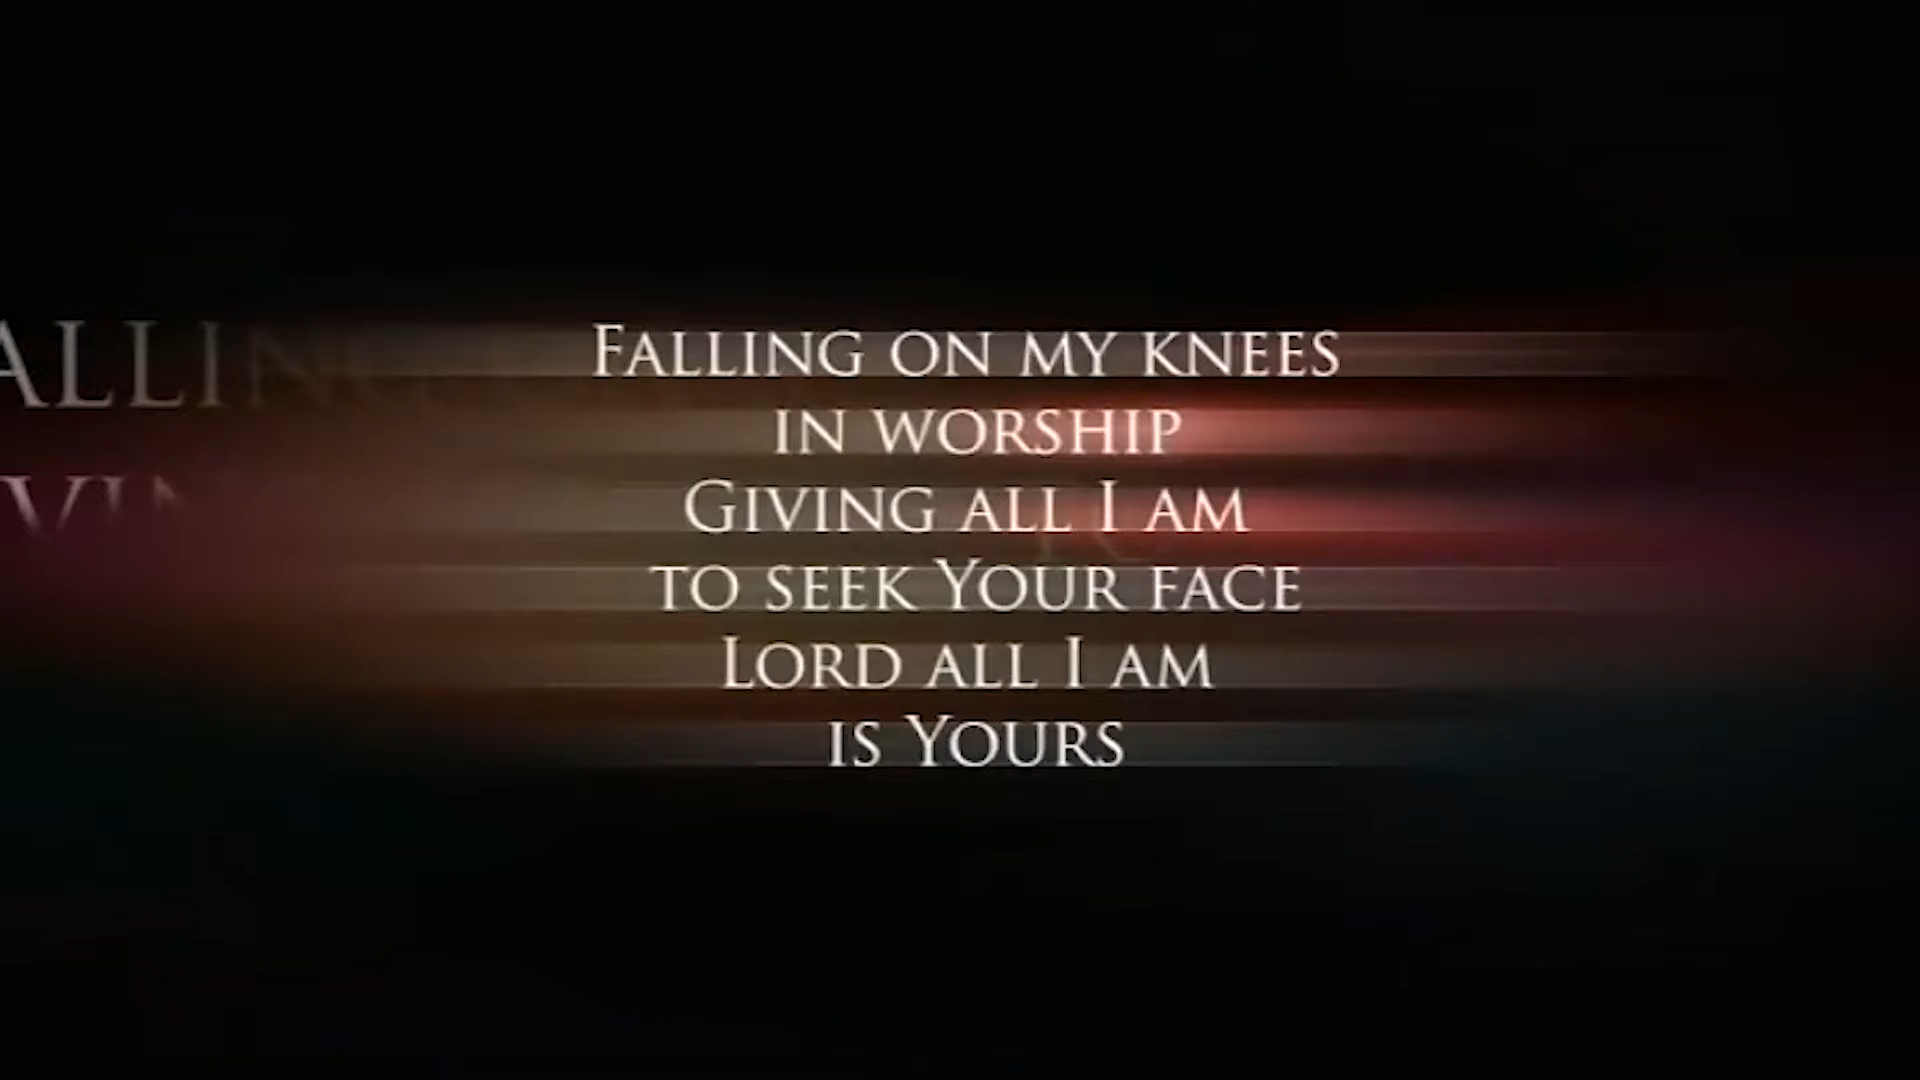 Falling on my knees
in worship
Giving all I am
to seek Your face
Lord all I am
is Yours